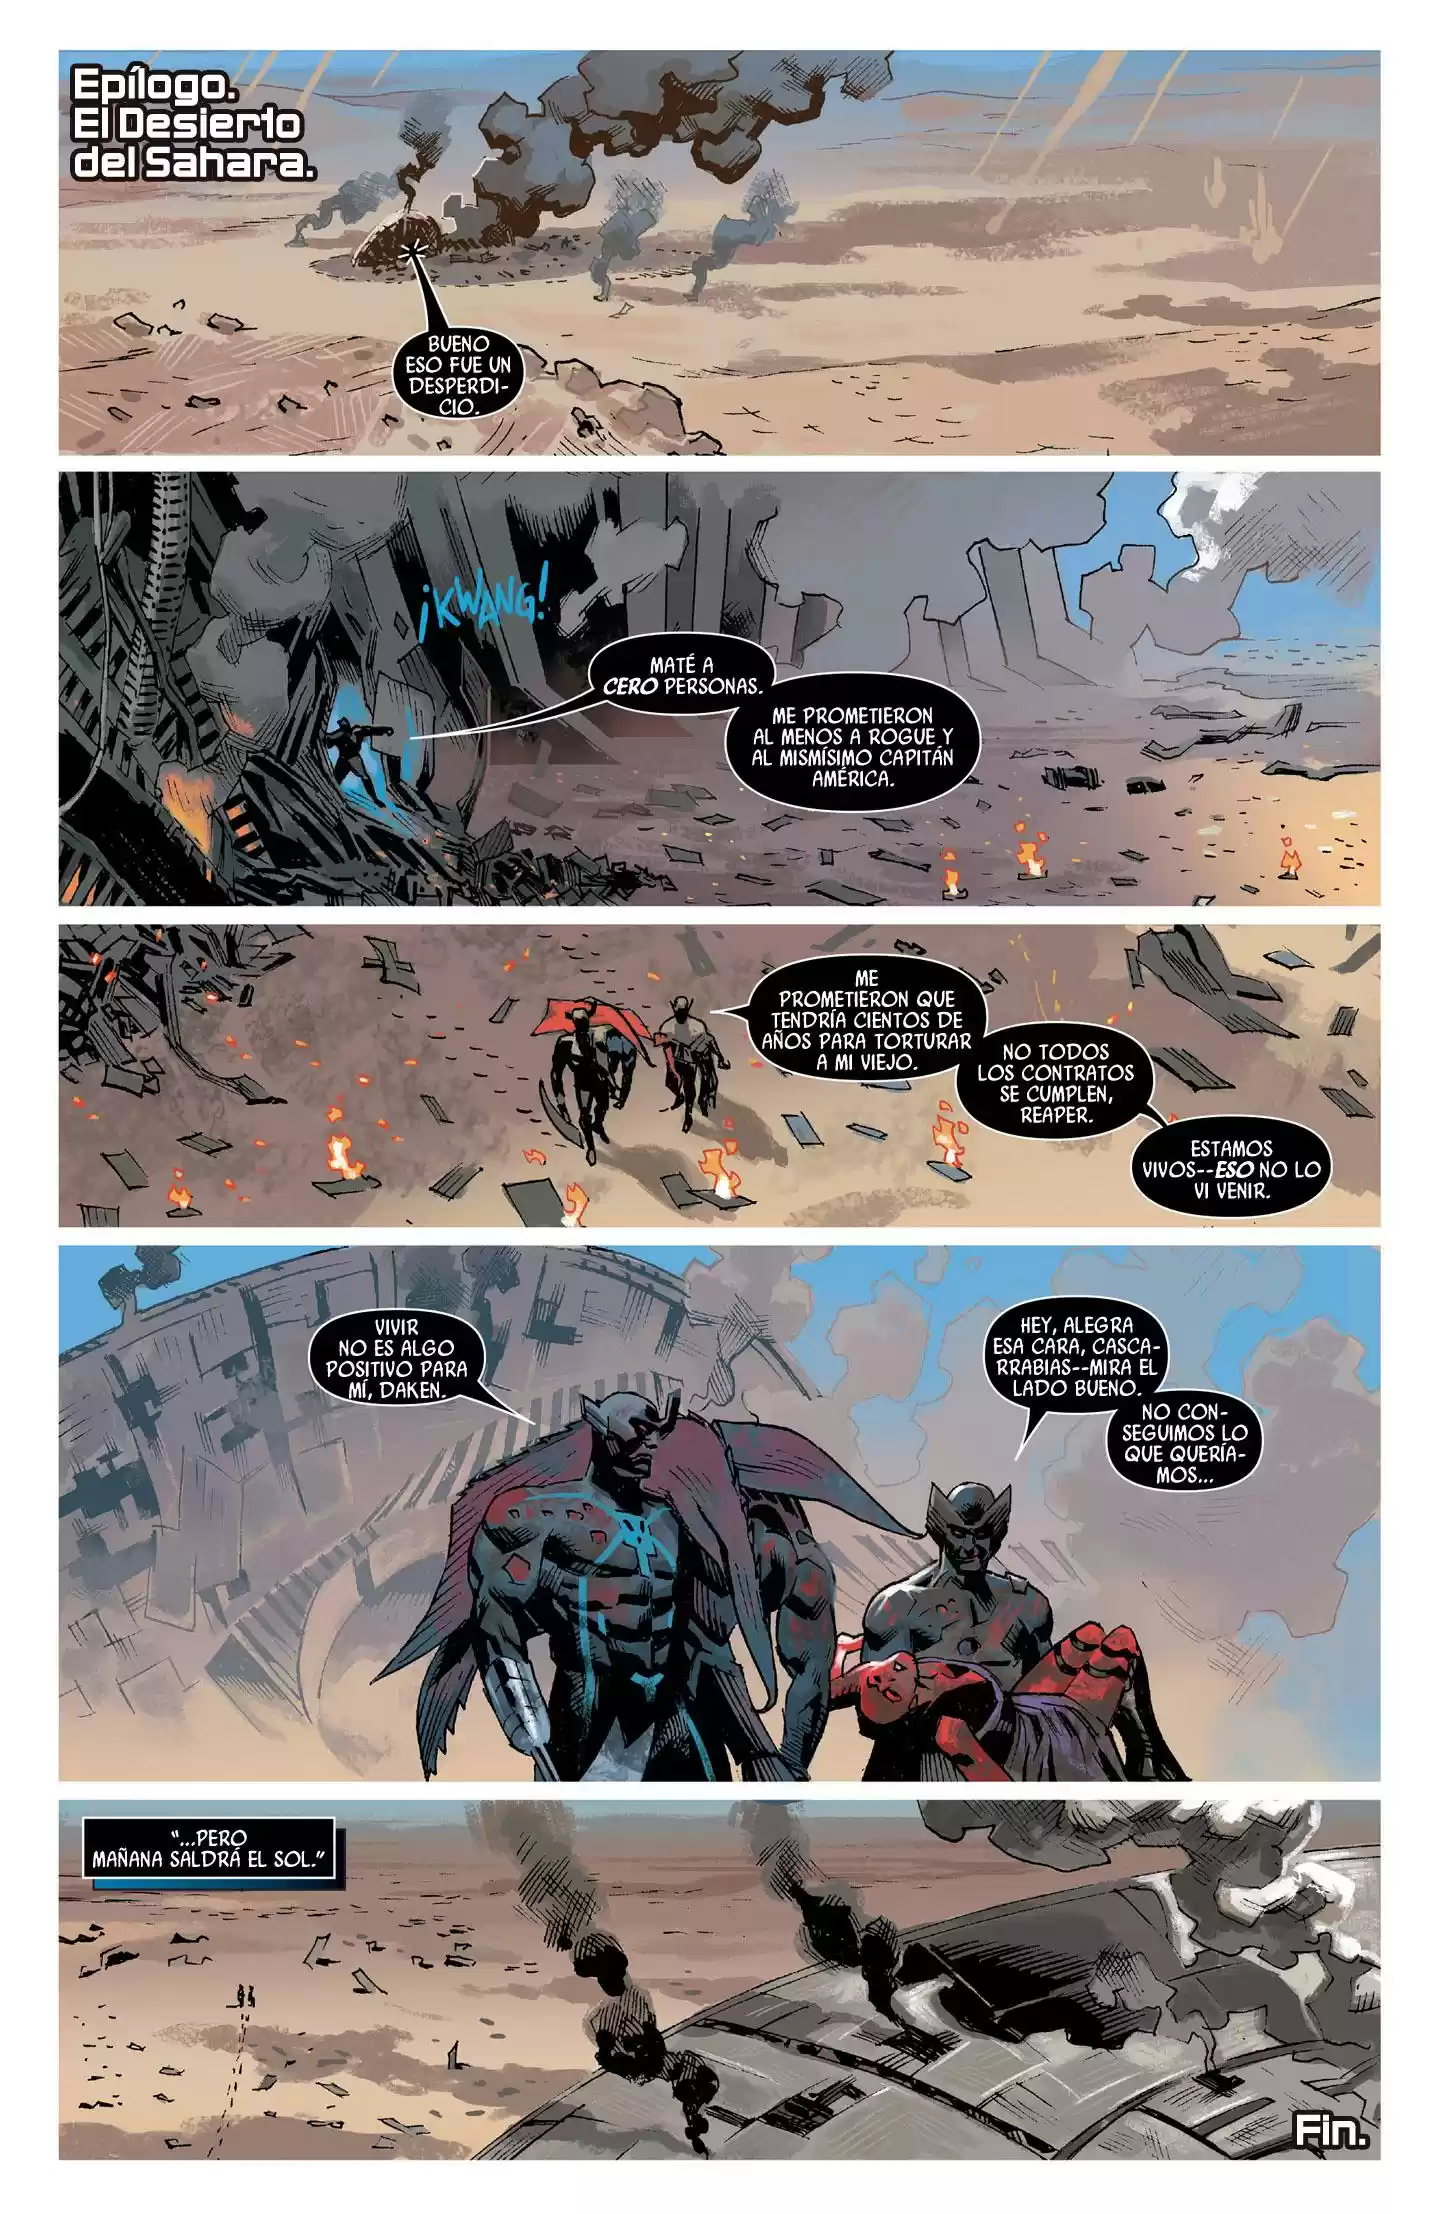 Epílogo.
El Desierto
del Sahara.
BUENO
ESO FUE UN
DESPERDI-
CIO.
¡KWANG!
MATÉ A
CERO PERSONAS.
ME PROMETIERON
AL MENOS A ROGUE Y
AL MISMÍSIMO CAPITÁN
AMÉRICA.
ME
PROMETIERON QUE
TENDRÍA CIENTOS DE
AÑOS PARA TORTURAR
A MI VIEJO.
NO TODOS
LOS CONTRATOS
SE CUMPLEN,
REAPER.
ESTAMOS
VIVOS--ESO NO LO
VI VENIR.
VIVIR
NO ES ALGO
POSITIVO PARA
MÍ, DAKEN.
HEY, ALEGRA
ESA CARA, CASCA-
RRABIAS--MIRA EL
LADO BUENO.
NO CON-
SEGUIMOS LO
QUE QUERÍA-
MOS...
"...PERO
MAÑANA SALDRÁ EL SOL."
Fin.